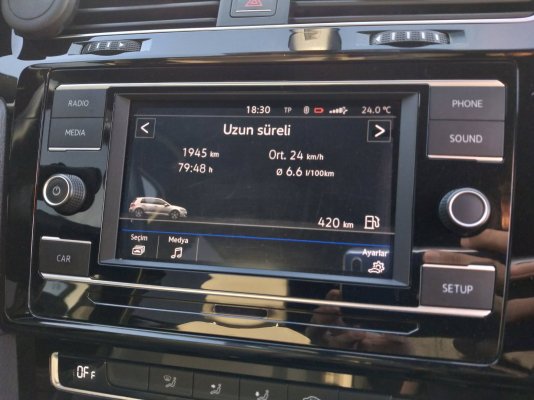 RADIO
MEDIA
CAR
18:30 TP 24.0 °C
Uzun süreli
1945 km Ort. 24 km/h
79:48 h ø 6.6 l/100km
420 km
Seçim Medya Ayarlar
PHONE
SOUND
SETUP
OFF